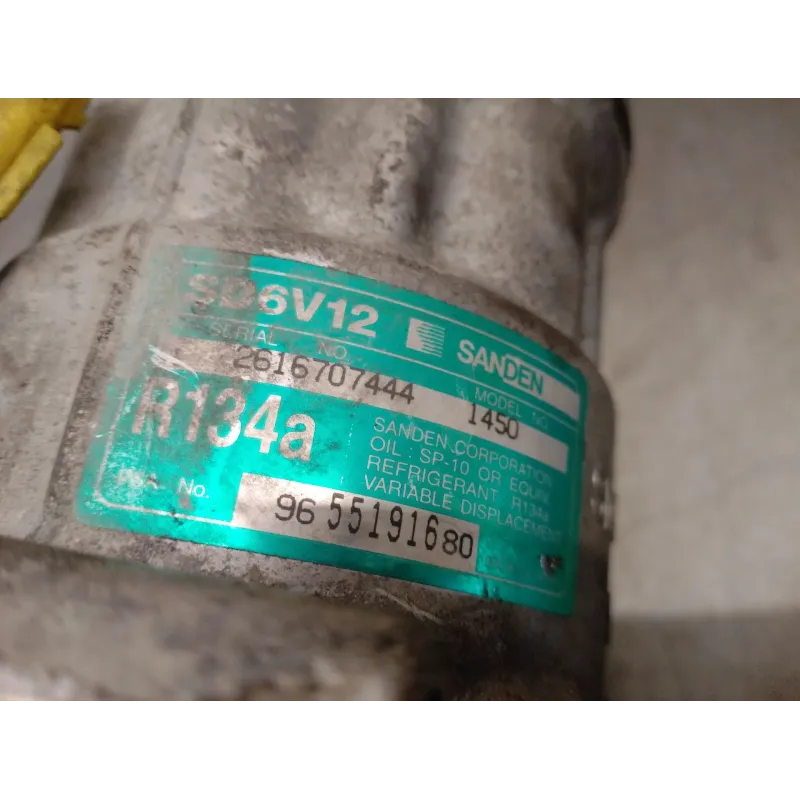 SD6V12 SANDEN
SERIAL NO. MODEL NO.
2616707444 1450
R134a
SANDEN CORPORATION
OIL : SP-10 OR EQUIV.
REFRIGERANT R134a
VARIABLE DISPLACEMENT
No.
96 55191680